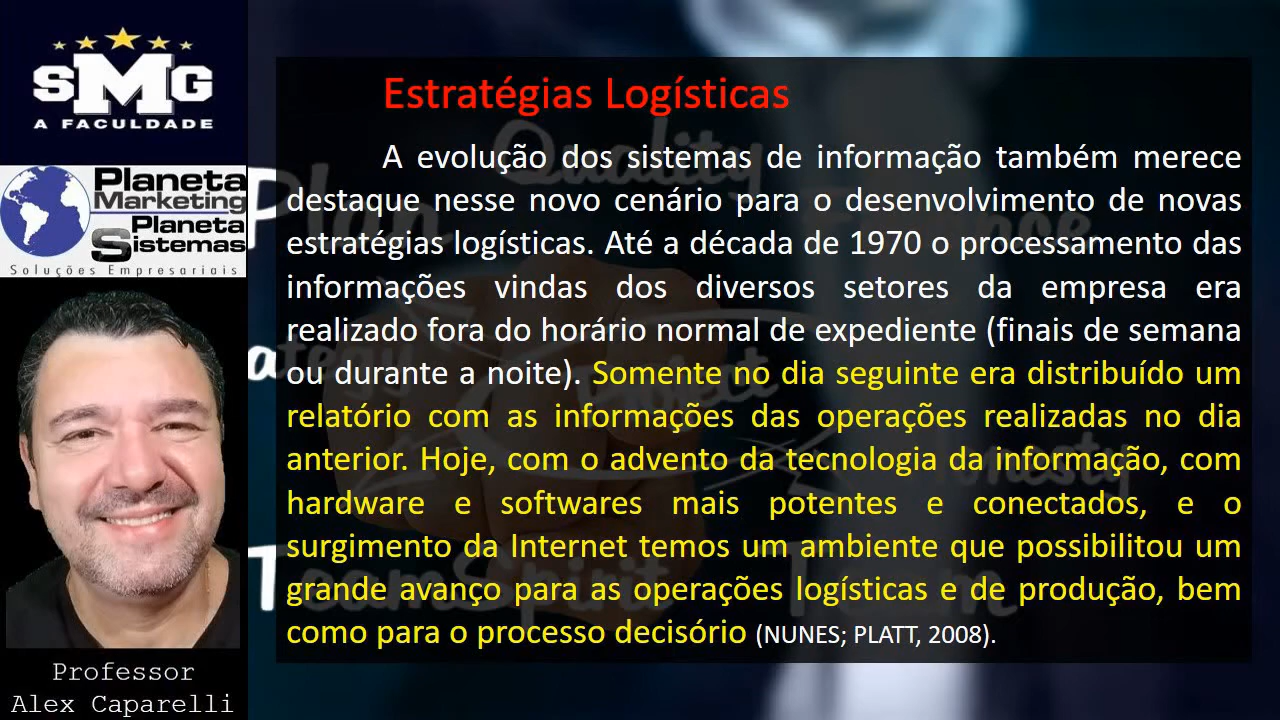 SMG
A FACULDADE
Planeta
Marketing
Planeta
Sistemas
Soluções Empresariais
Professor
Alex Caparelli
Estratégias Logísticas
A evolução dos sistemas de informação também merece
destaque nesse novo cenário para o desenvolvimento de novas
estratégias logísticas. Até a década de 1970 o processamento das
informações vindas dos diversos setores da empresa era
realizado fora do horário normal de expediente (finais de semana
ou durante a noite). Somente no dia seguinte era distribuído um
relatório com as informações das operações realizadas no dia
anterior. Hoje, com o advento da tecnologia da informação, com
hardware e softwares mais potentes e conectados, e o
surgimento da Internet temos um ambiente que possibilitou um
grande avanço para as operações logísticas e de produção, bem
como para o processo decisório (NUNES; PLATT, 2008).
Plan
Quality
TeamSpirit